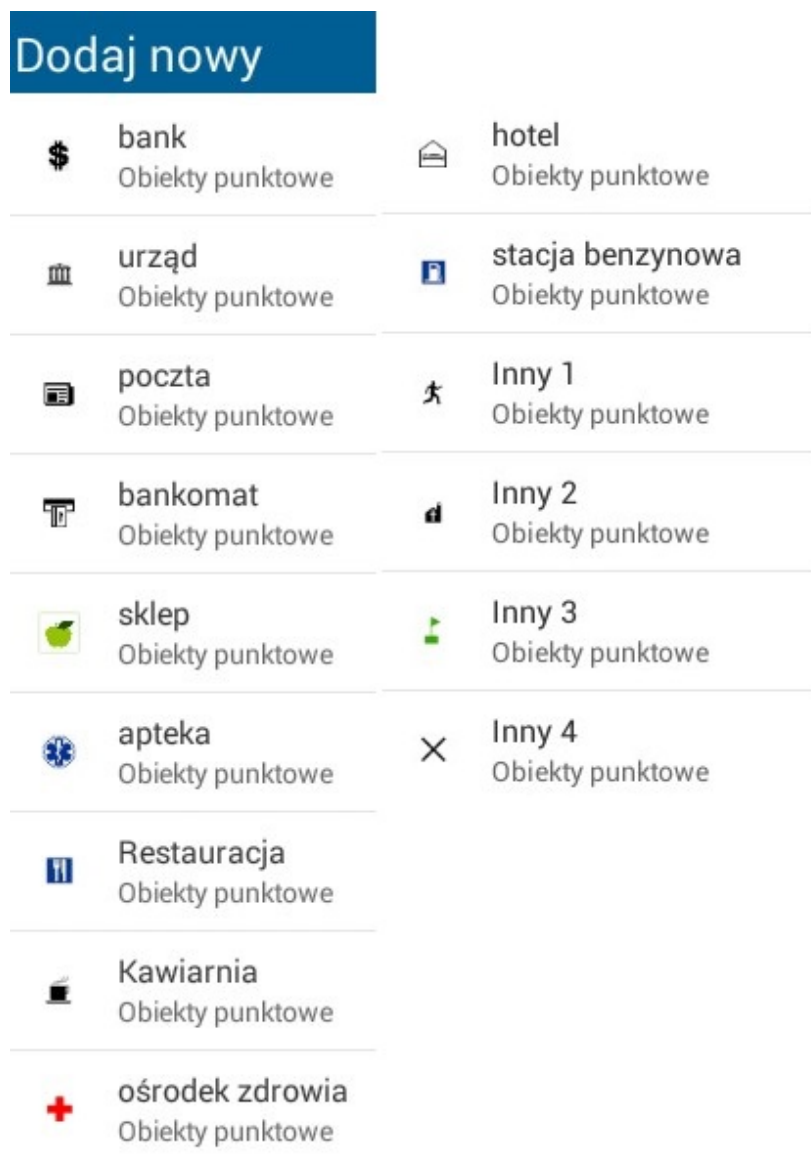 Dodaj nowy
bank
Obiekty punktowe
urząd
Obiekty punktowe
poczta
Obiekty punktowe
bankomat
Obiekty punktowe
sklep
Obiekty punktowe
apteka
Obiekty punktowe
Restauracja
Obiekty punktowe
Kawiarnia
Obiekty punktowe
ośrodek zdrowia
Obiekty punktowe
hotel
Obiekty punktowe
stacja benzynowa
Obiekty punktowe
Inny 1
Obiekty punktowe
Inny 2
Obiekty punktowe
Inny 3
Obiekty punktowe
Inny 4
Obiekty punktowe